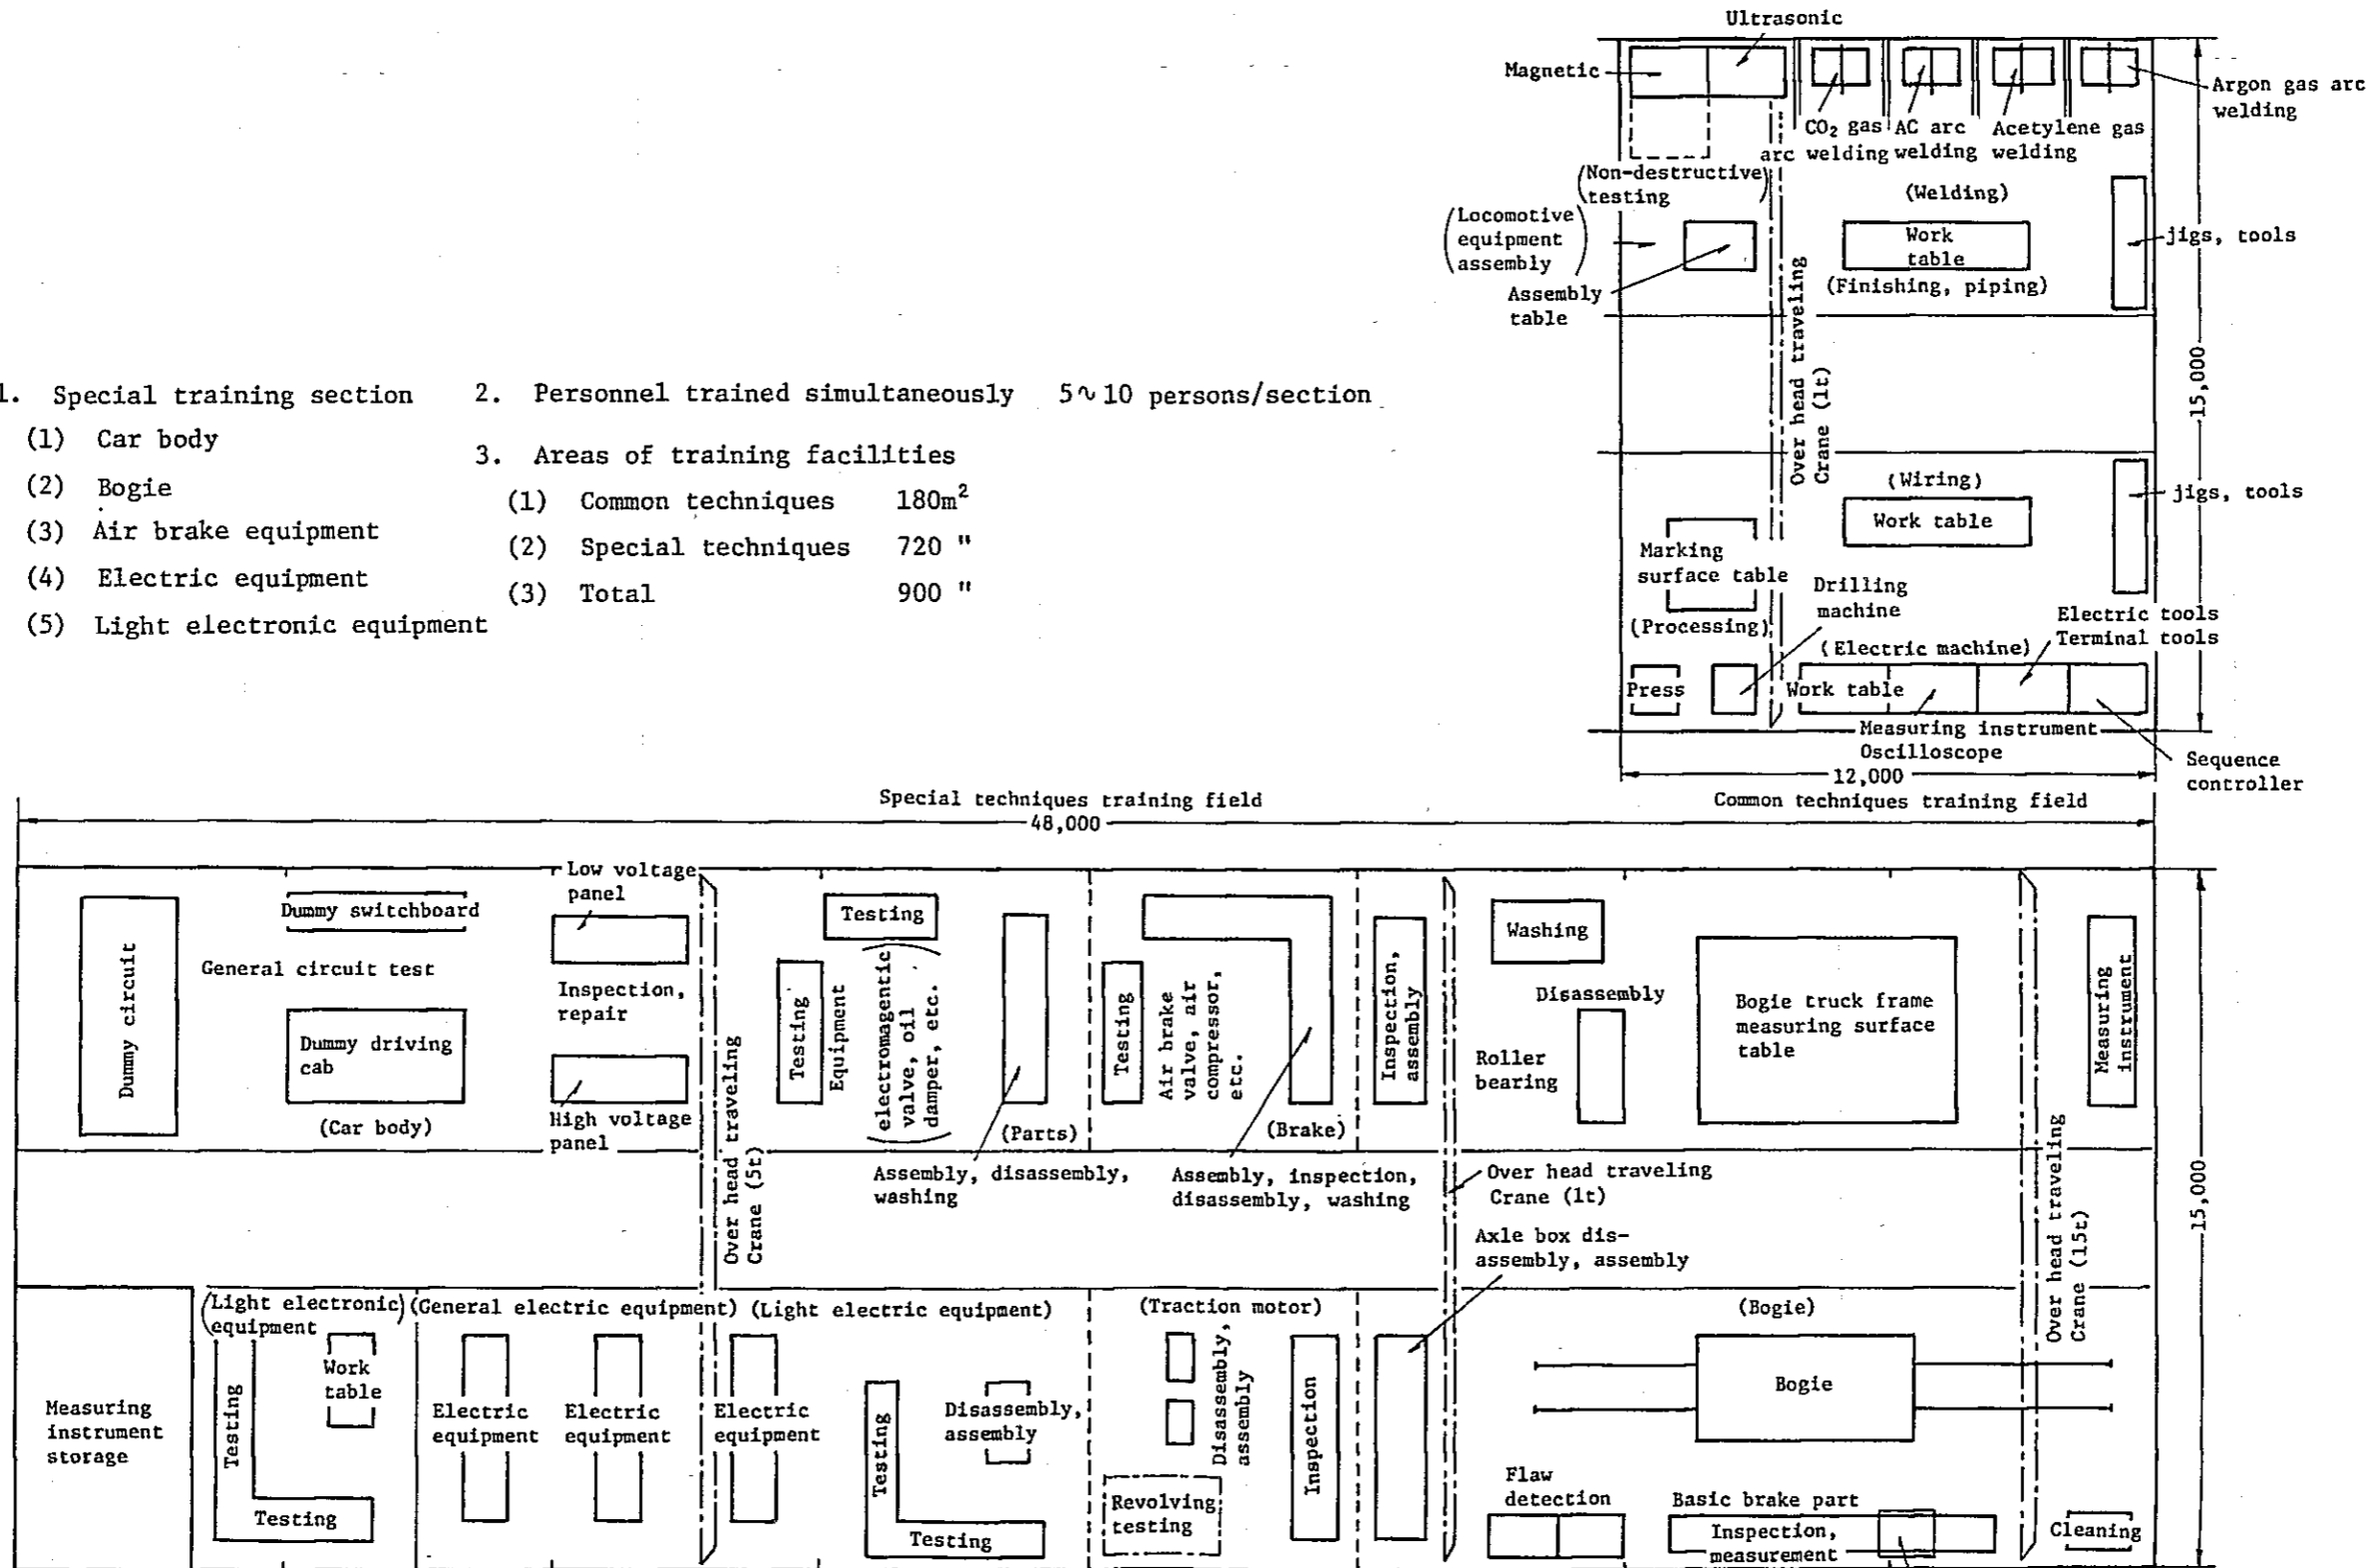 Ultrasonic
Magnetic
Argon gas arc
welding
CO₂ gas
arc welding
AC arc
welding
Acetylene gas
welding
(Non-destructive
testing)
(Welding)
(Locomotive
equipment
assembly)
Work
table
jigs, tools
(Finishing, piping)
Assembly
table
Over head traveling
Crane (1t)
15,000
1. Special training section
(1) Car body
(2) Bogie
(3) Air brake equipment
(4) Electric equipment
(5) Light electronic equipment
2. Personnel trained simultaneously 5∿10 persons/section
3. Areas of training facilities
(1) Common techniques 180m²
(2) Special techniques 720 "
(3) Total 900 "
(Wiring)
Work table
jigs, tools
Marking
surface table
Drilling
machine
(Processing)
Electric tools
Terminal tools
(Electric machine)
Press
Work table
Measuring instrument
Oscilloscope
Sequence
controller
12,000
Special techniques training field
Common techniques training field
48,000
Low voltage
panel
Dummy switchboard
Dummy circuit
General circuit test
Inspection,
repair
Dummy driving
cab
(Car body)
High voltage
panel
Over head traveling
Crane (5t)
Testing
Testing
Equipment
(electromagentic
valve, oil
damper, etc.)
(Parts)
Assembly, disassembly,
washing
Testing
Air brake
valve, air
compressor,
etc.
(Brake)
Assembly, inspection,
disassembly, washing
Inspection,
assembly
Washing
Disassembly
Roller
bearing
Bogie truck frame
measuring surface
table
Measuring
instrument
Over head traveling
Crane (1t)
Over head traveling
Crane (15t)
15,000
Axle box dis-
assembly, assembly
Measuring
instrument
storage
(Light electronic
equipment)
Work
table
Testing
Testing
(General electric equipment)
Electric
equipment
Electric
equipment
(Light electric equipment)
Electric
equipment
Testing
Disassembly,
assembly
Testing
(Traction motor)
Disassembly,
assembly
Inspection
Revolving
testing
(Bogie)
Bogie
Flaw
detection
Basic brake part
Inspection,
measurement
Cleaning